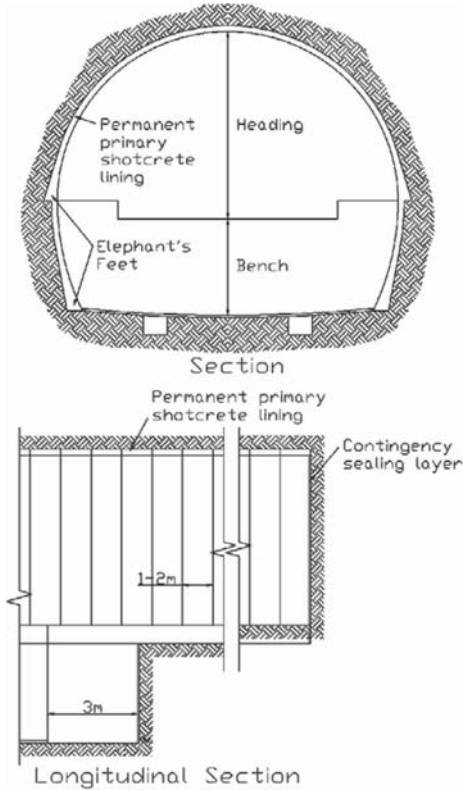 Permanent
primary
shotcrete
lining
Heading
Elephant's
Feet
Bench
Section
Permanent primary
shotcrete lining
Contingency
sealing layer
1-2m
3m
Longitudinal Section